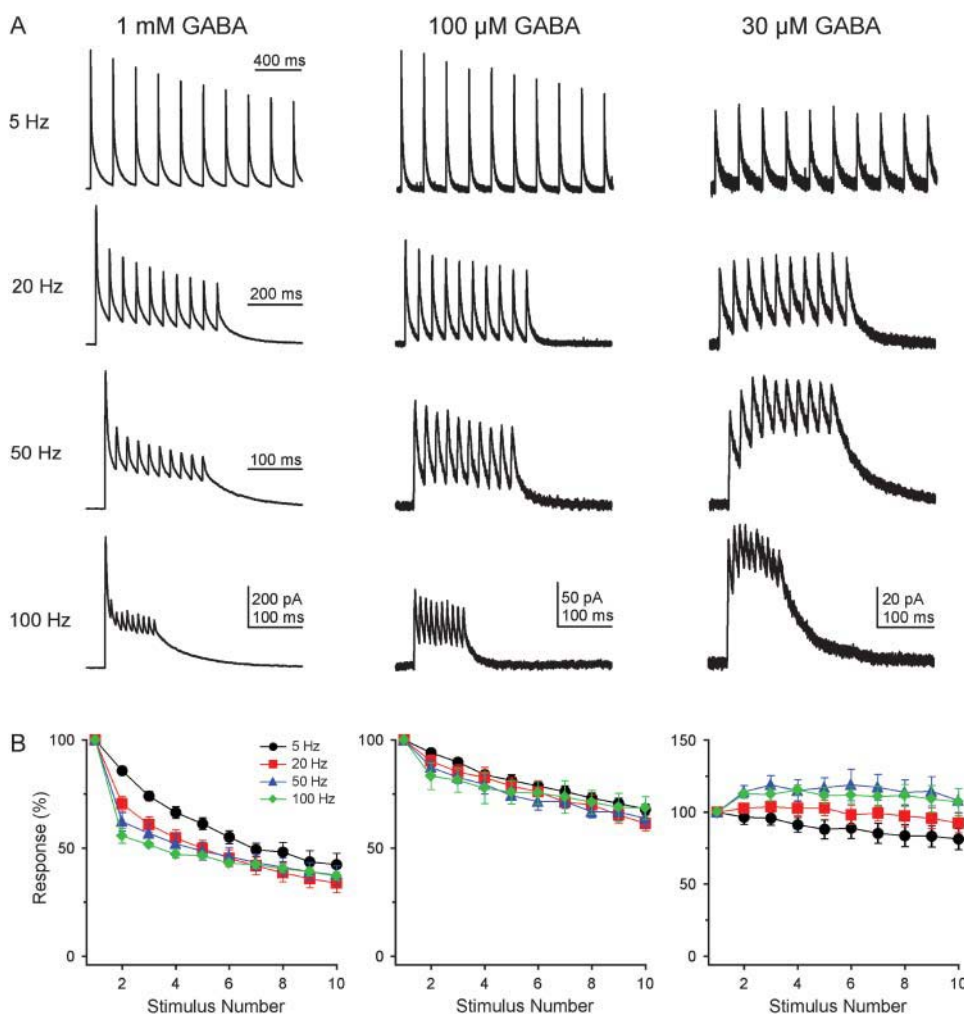 A
1 mM GABA
100 µM GABA
30 µM GABA
400 ms
5 Hz
20 Hz
200 ms
50 Hz
100 ms
100 Hz
200 pA
100 ms
50 pA
100 ms
20 pA
100 ms
B
Response (%)
100
50
0
5 Hz
20 Hz
50 Hz
100 Hz
2 4 6 8 10
Stimulus Number
100
50
0
2 4 6 8 10
Stimulus Number
150
100
50
0
2 4 6 8 10
Stimulus Number